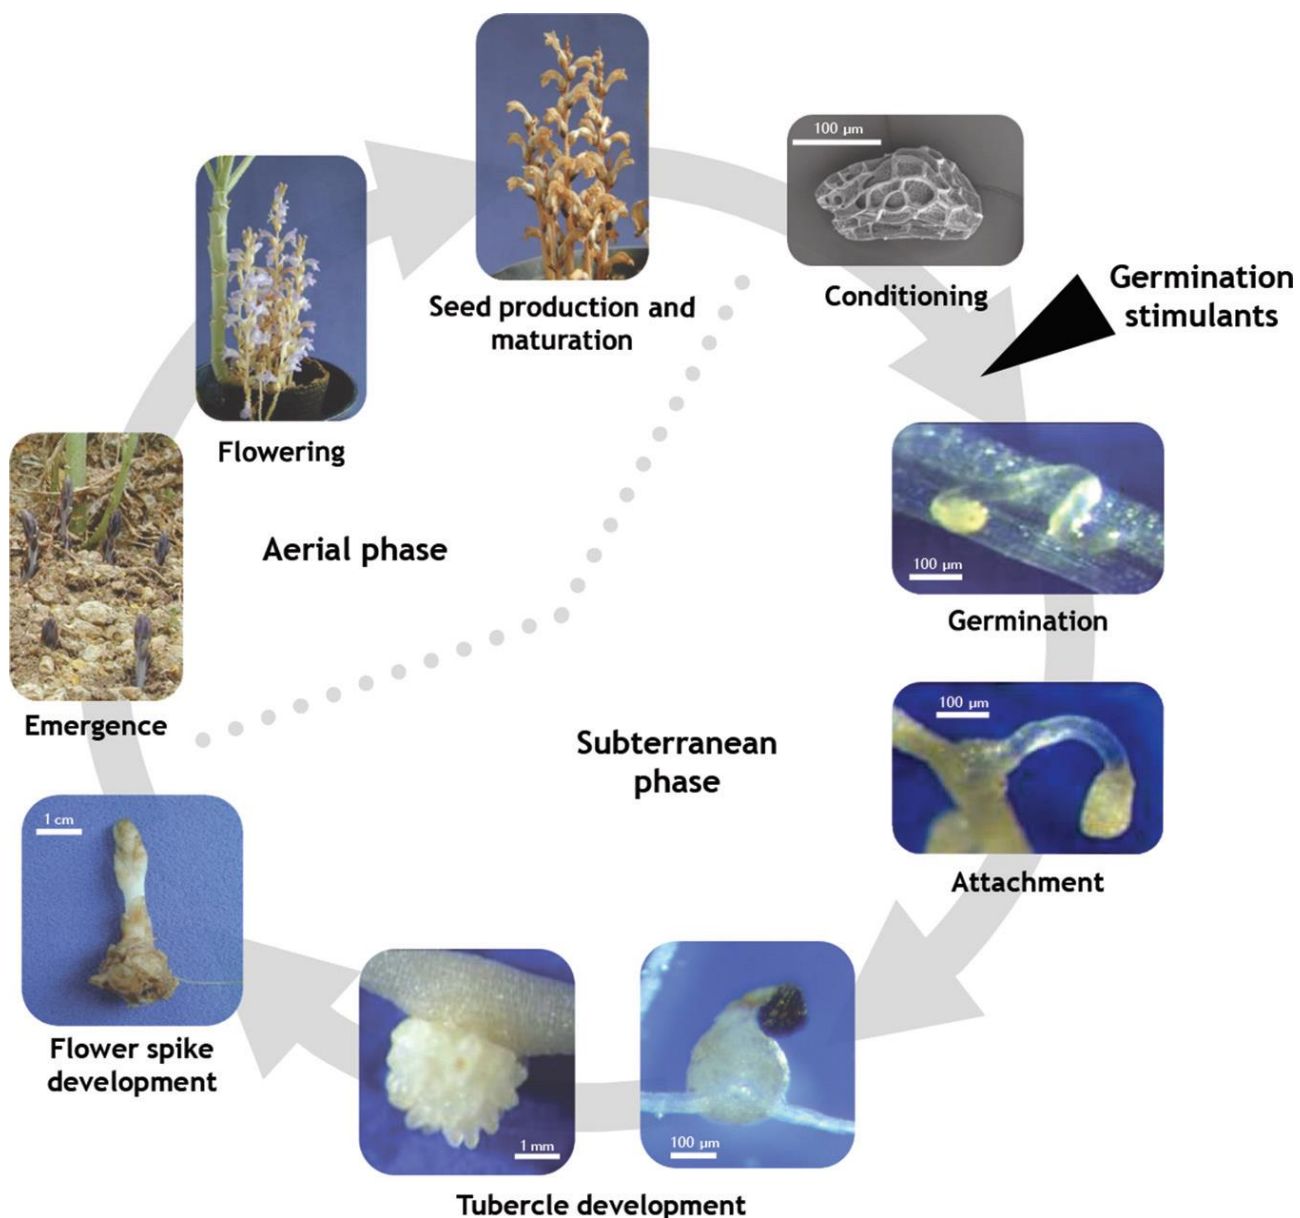 100 μm
Conditioning
Germination
stimulants
100 μm
Germination
100 μm
Attachment
100 μm
1 mm
Tubercle development
1 cm
Flower spike
development
Emergence
Flowering
Seed production and
maturation
Aerial phase
Subterranean
phase